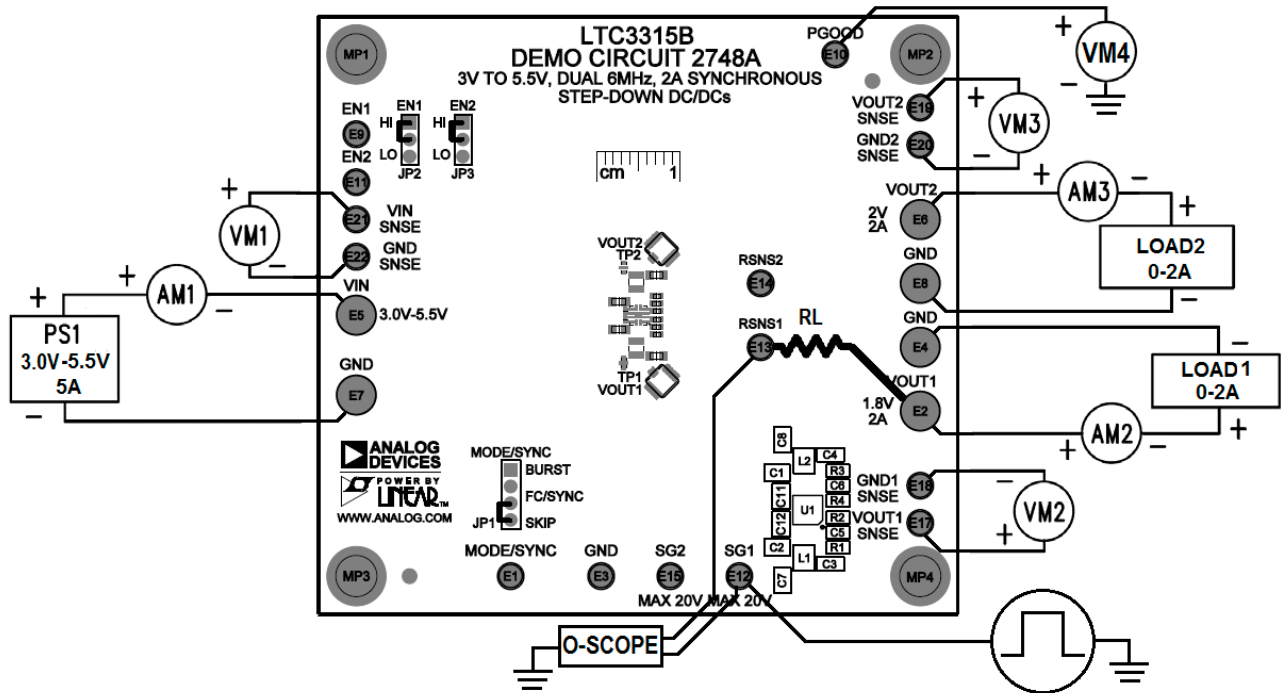 LTC3315B
DEMO CIRCUIT 2748A
3V TO 5.5V, DUAL 6MHz, 2A SYNCHRONOUS
STEP-DOWN DC/DCs
MP1
MP2
PGOOD
E10
+
VM4
-
EN1
E9
EN2
E11
EN1
HI
LO
JP2
EN2
HI
LO
JP3
cm 1
VOUT2
SNSE
E19
GND2
SNSE
E20
+
VM3
-
+
VM1
-
E21
VIN
SNSE
E22
GND
SNSE
VOUT2
2V
2A
E6
+
AM3
-
+
LOAD2
0-2A
-
GND
E8
VOUT2
TP2
RSNS2
E14
+
AM1
-
VIN
E5
3.0V-5.5V
+
PS1
3.0V-5.5V
5A
-
GND
E7
RSNS1
E13
RL
GND
E4
-
LOAD1
0-2A
+
TP1
VOUT1
VOUT1
1.8V
2A
E2
+
AM2
-
ANALOG
DEVICES
POWER BY
LINEAR™
WWW.ANALOG.COM
MODE/SYNC
BURST
FC/SYNC
SKIP
JP1
C8
L2
C4
C1
R3
C6
C11
R4
U1
C12
R2
C5
C2
R1
L1
C3
C7
GND1
SNSE
E18
VOUT1
SNSE
E17
-
VM2
+
MP3
MODE/SYNC
E1
GND
E3
SG2
E15
MAX 20V
SG1
E12
MAX 20V
MP4
O-SCOPE